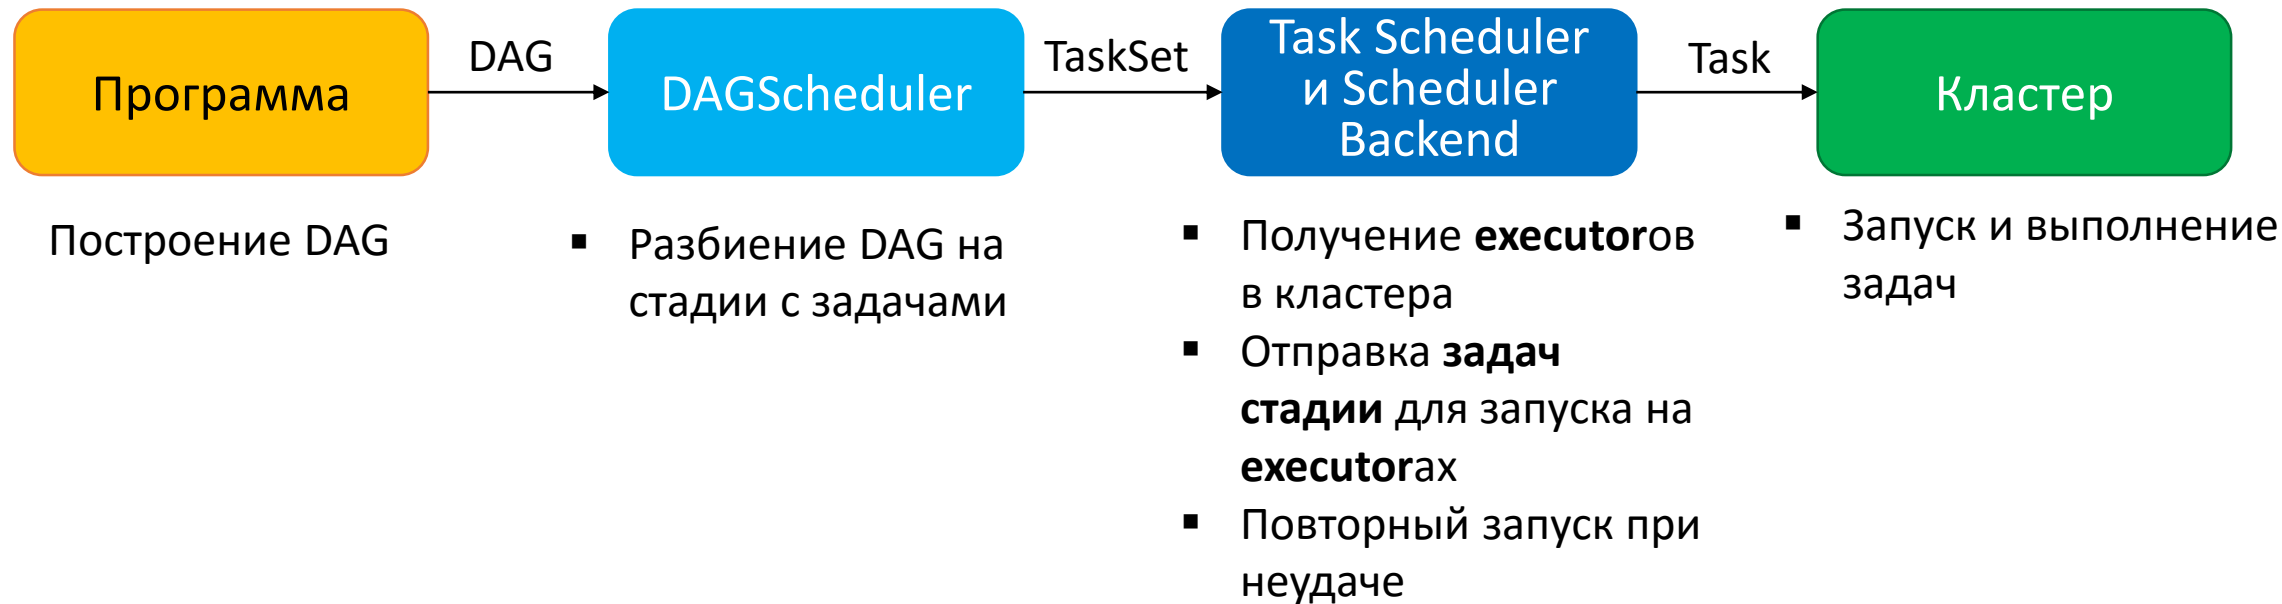 Программа
DAG
DAGScheduler
TaskSet
Task Scheduler
и Scheduler
Backend
Task
Кластер
Построение DAG
▪ Разбиение DAG на
стадии с задачами
▪ Получение executorов
в кластера
▪ Отправка задач
стадии для запуска на
executorах
▪ Повторный запуск при
неудаче
▪ Запуск и выполнение
задач